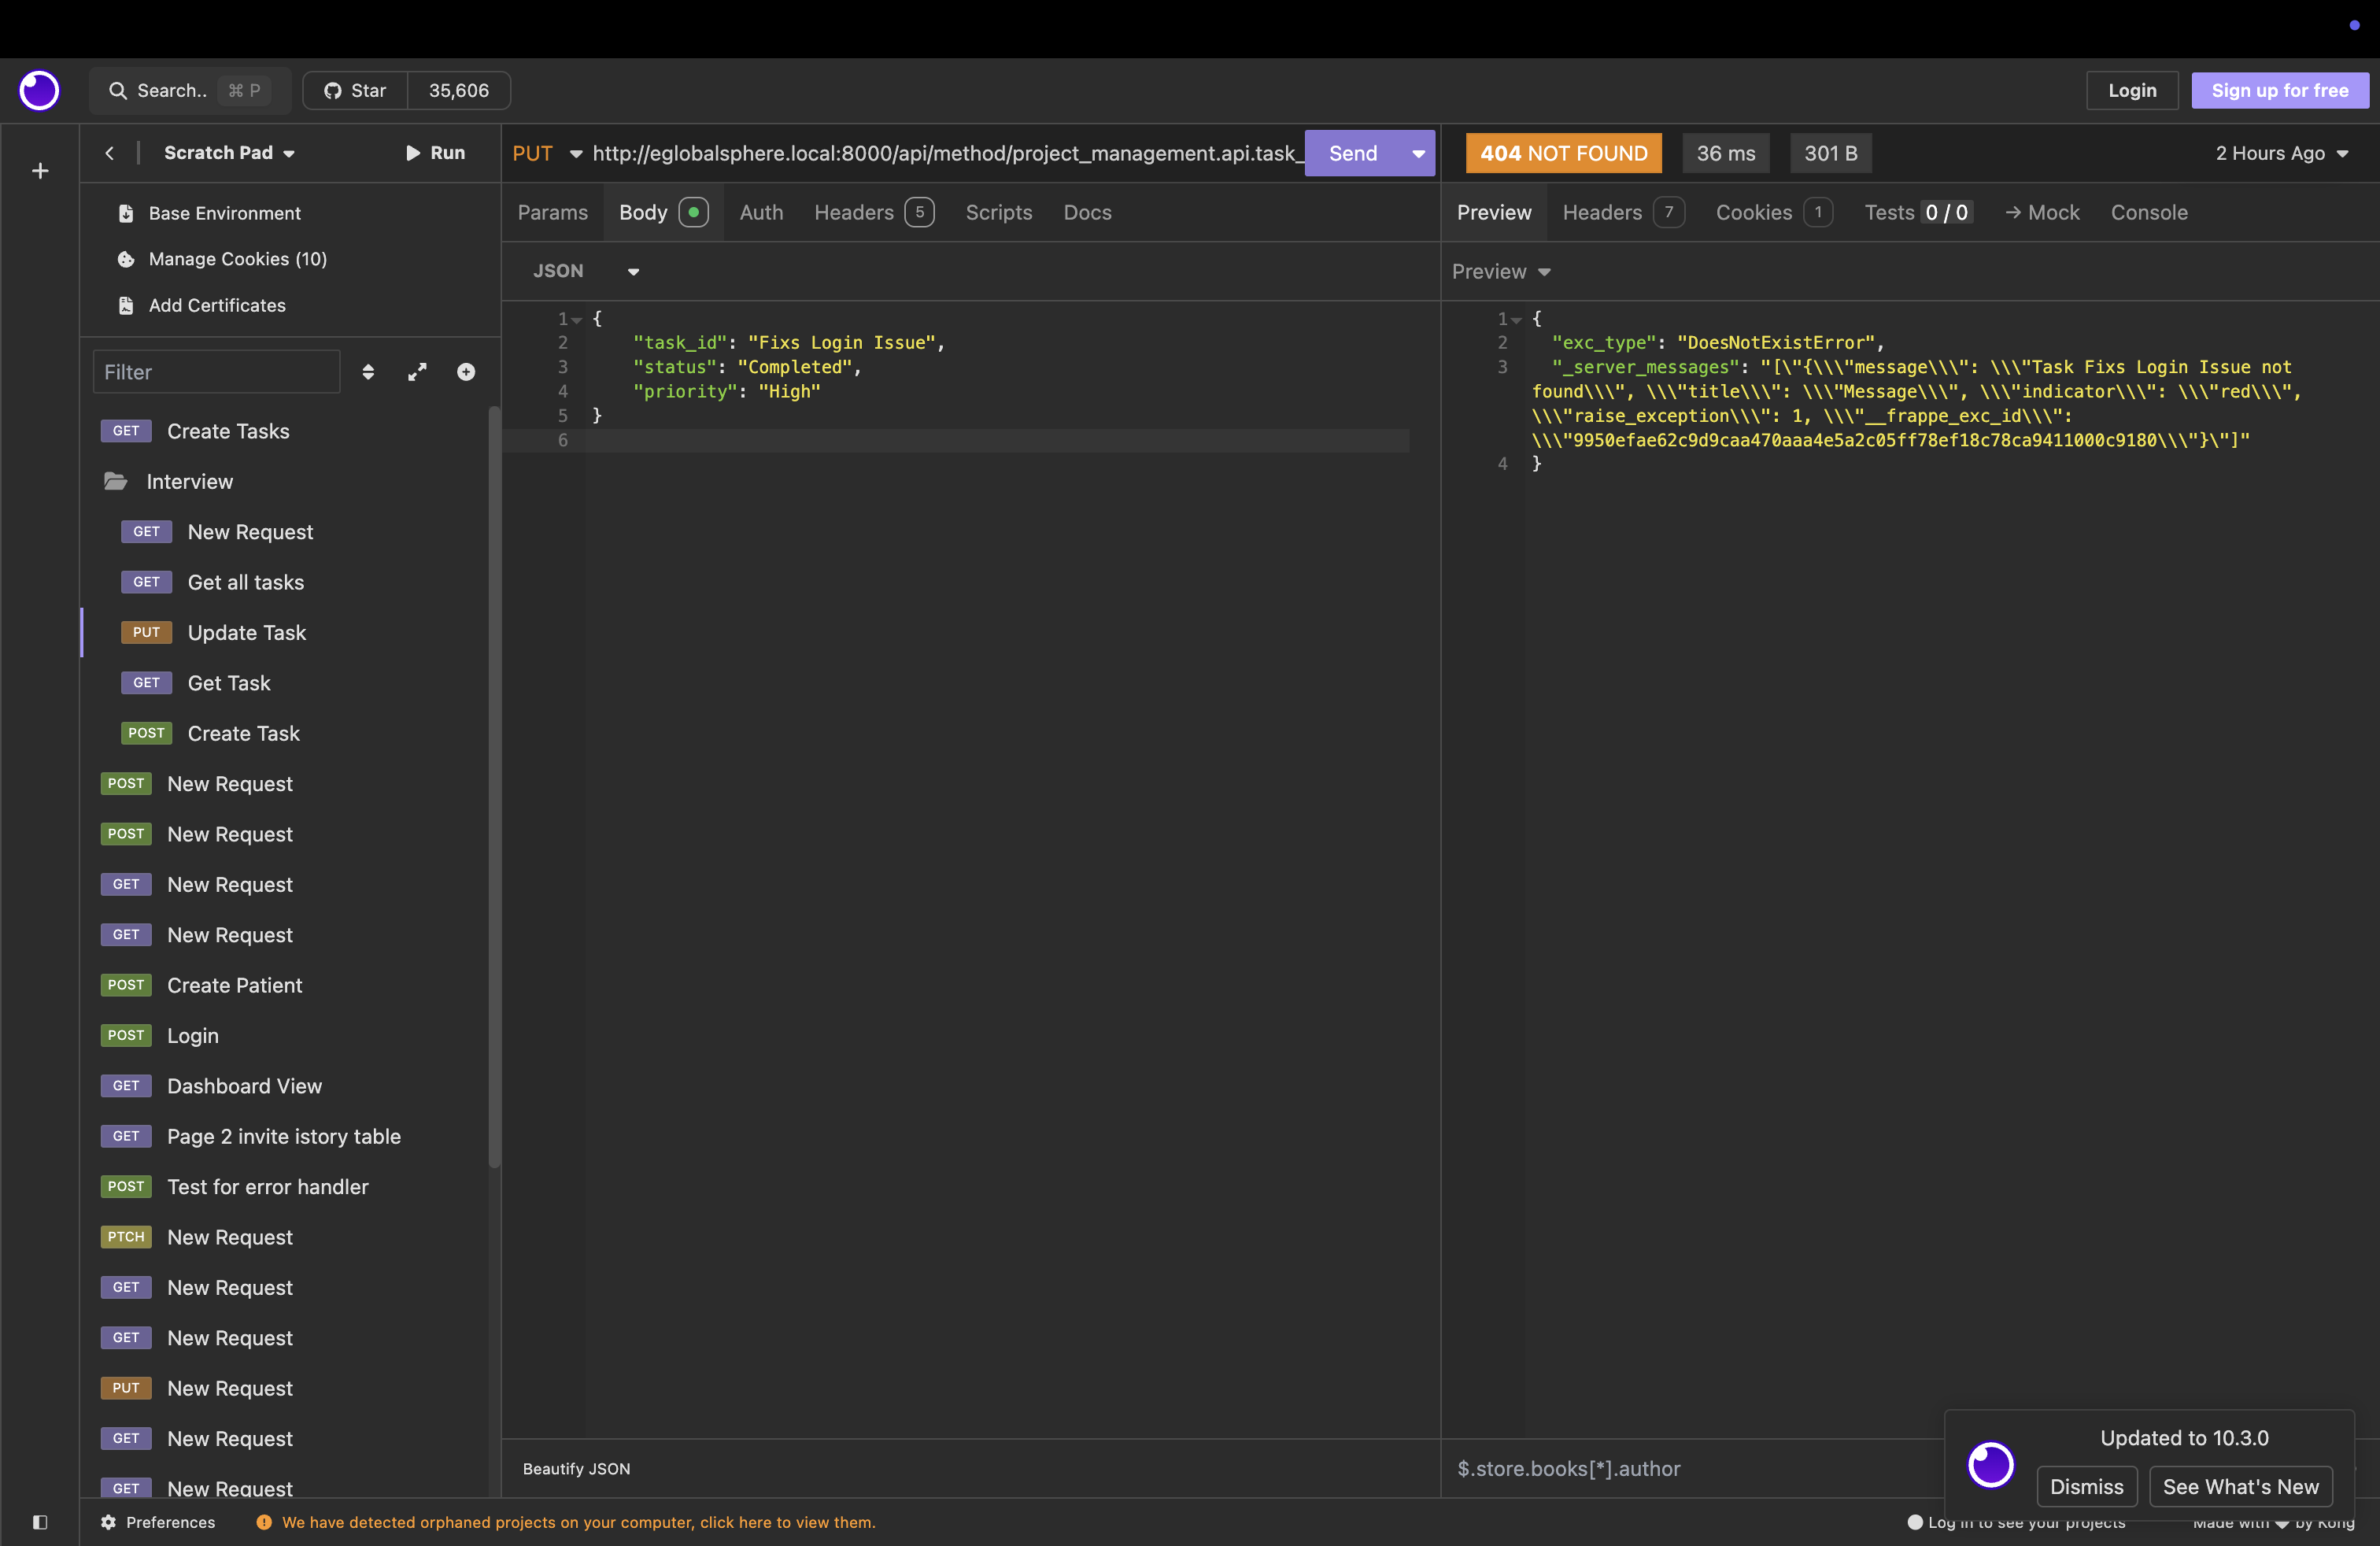 Search.. ⌘ P
Star 35,606
Login
Sign up for free
Scratch Pad
Run
Base Environment
Manage Cookies (10)
Add Certificates
Filter
GET Create Tasks
Interview
GET New Request
GET Get all tasks
PUT Update Task
GET Get Task
POST Create Task
POST New Request
POST New Request
GET New Request
GET New Request
POST Create Patient
POST Login
GET Dashboard View
GET Page 2 invite istory table
POST Test for error handler
PTCH New Request
GET New Request
GET New Request
PUT New Request
GET New Request
GET New Request
PUT http://eglobalsphere.local:8000/api/method/project_management.api.task_ Send
Params Body Auth Headers 5 Scripts Docs
JSON
1 {
2 "task_id": "Fixs Login Issue",
3 "status": "Completed",
4 "priority": "High"
5 }
6
Beautify JSON
404 NOT FOUND 36 ms 301 B 2 Hours Ago
Preview Headers 7 Cookies 1 Tests 0 / 0 → Mock Console
Preview
1 {
2 "exc_type": "DoesNotExistError",
3 "_server_messages": "[\"{\\\"message\\\": \\\"Task Fixs Login Issue not
found\\\", \\\"title\\\": \\\"Message\\\", \\\"indicator\\\": \\\"red\\\",
\\\"raise_exception\\\": 1, \\\"__frappe_exc_id\\\":
\\\"9950efae62c9d9caa470aaa4e5a2c05ff78ef18c78ca9411000c9180\\\"}\"]"
4 }
$.store.books[*].author
Updated to 10.3.0
Dismiss See What's New
Preferences
We have detected orphaned projects on your computer, click here to view them.
Log in to see your projects
Made with by Kong